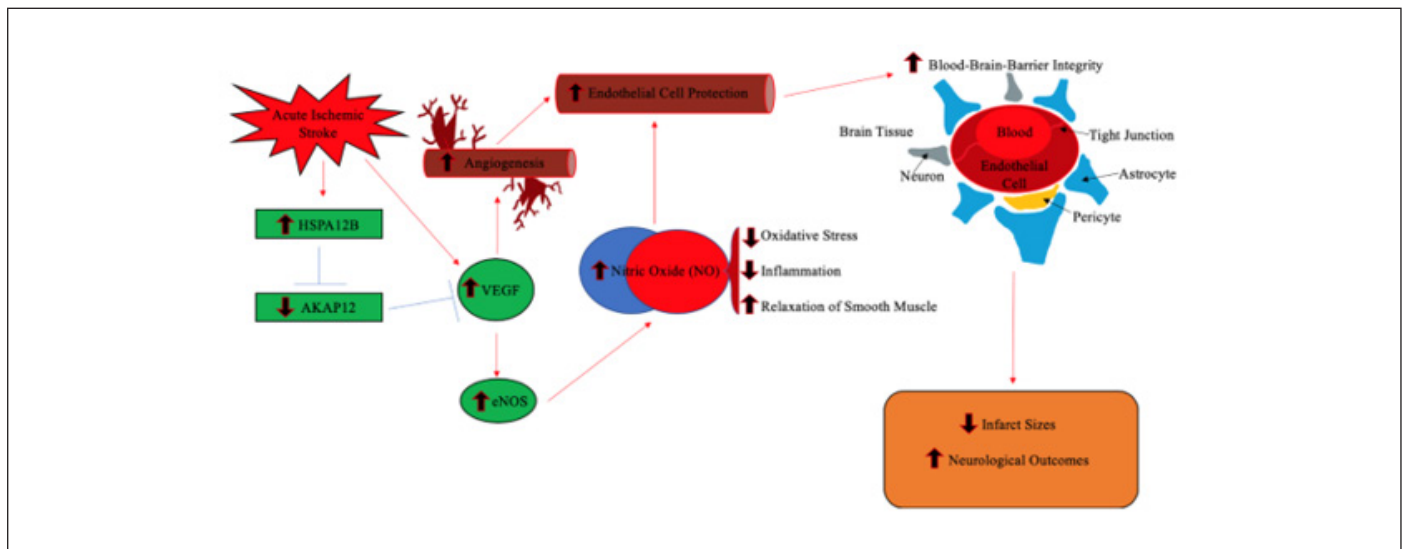 Acute Ischemic
Stroke
HSPA12B
AKAP12
VEGF
eNOS
Angiogenesis
Endothelial Cell Protection
Nitric Oxide (NO)
Oxidative Stress
Inflammation
Relaxation of Smooth Muscle
Blood-Brain-Barrier Integrity
Brain Tissue
Neuron
Blood
Endothelial
Cell
Tight Junction
Astrocyte
Pericyte
Infarct Sizes
Neurological Outcomes